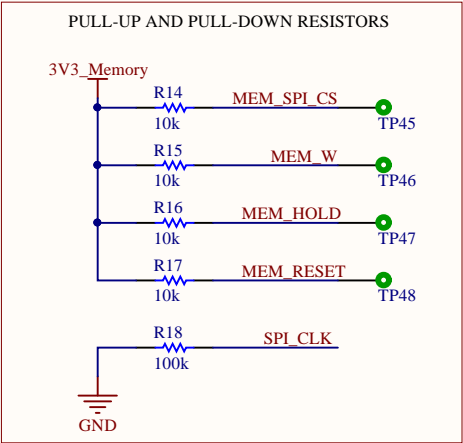 PULL-UP AND PULL-DOWN RESISTORS
3V3_Memory
R14
MEM_SPI_CS
10k
TP45
R15
MEM_W
10k
TP46
R16
MEM_HOLD
10k
TP47
R17
MEM_RESET
10k
TP48
R18
SPI_CLK
100k
GND